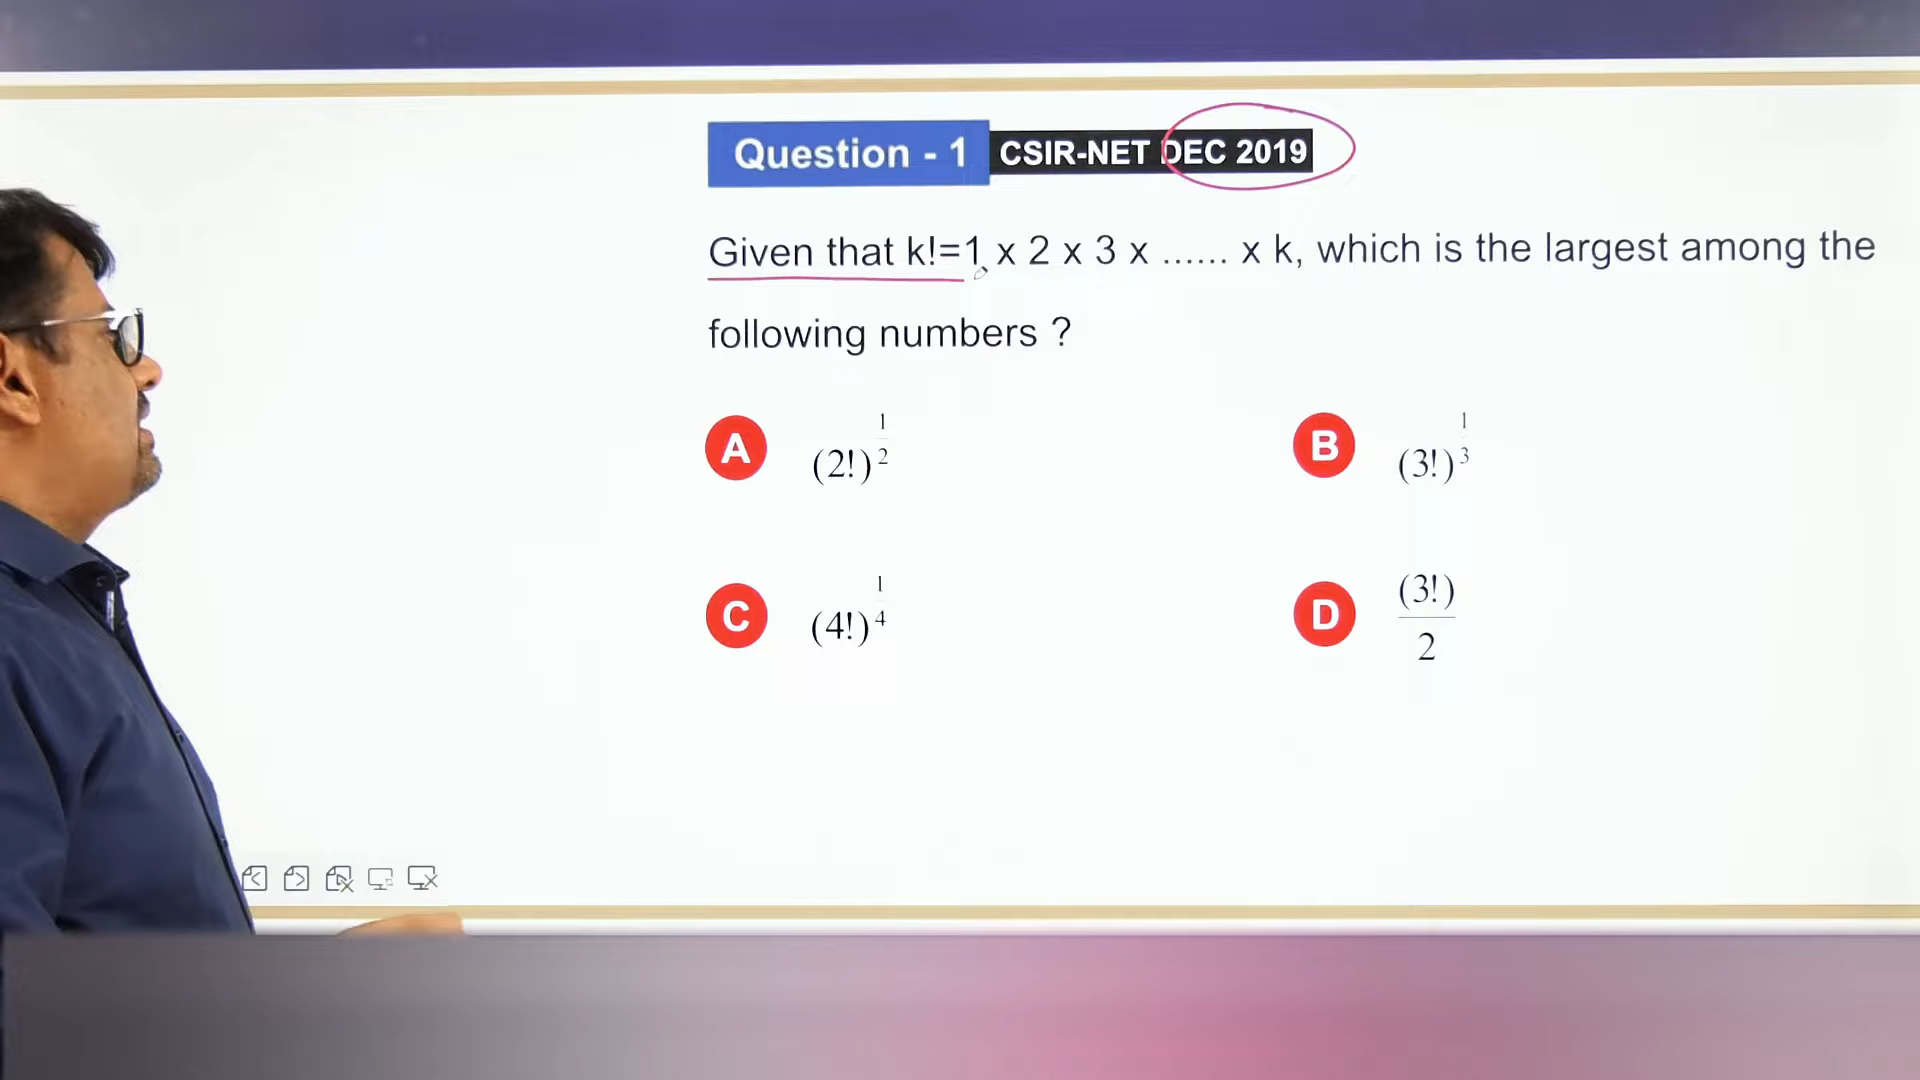 Question - 1 CSIR-NET DEC 2019
Given that k!=1 x 2 x 3 x ...... x k, which is the largest among the
following numbers ?
A (2!)^(1/2)
B (3!)^(1/3)
C (4!)^(1/4)
D (3!)/2